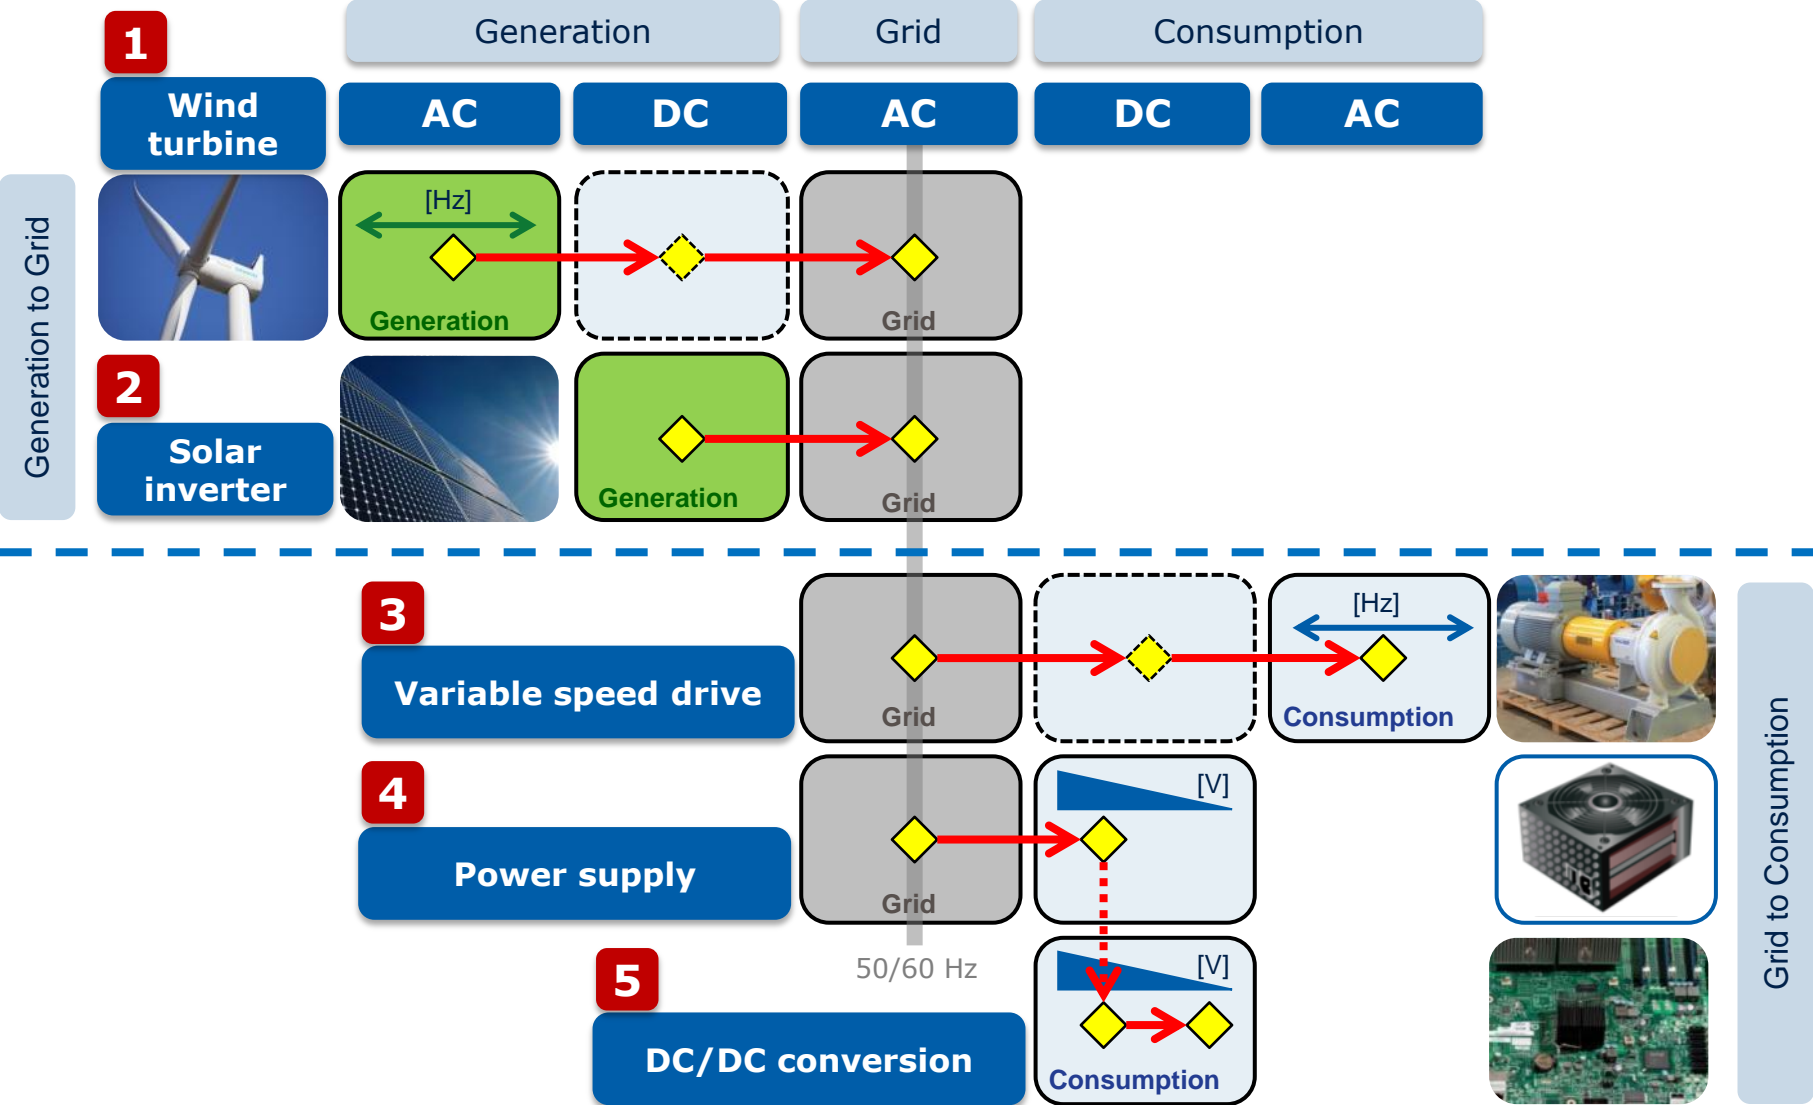 Generation
Grid
Consumption
1
Wind
turbine
AC
DC
AC
DC
AC
Generation to Grid
[Hz]
Generation
Grid
2
Solar
inverter
Generation
Grid
3
Variable speed drive
Grid
[Hz]
Consumption
4
Power supply
Grid
[V]
50/60 Hz
5
DC/DC conversion
[V]
Consumption
Grid to Consumption